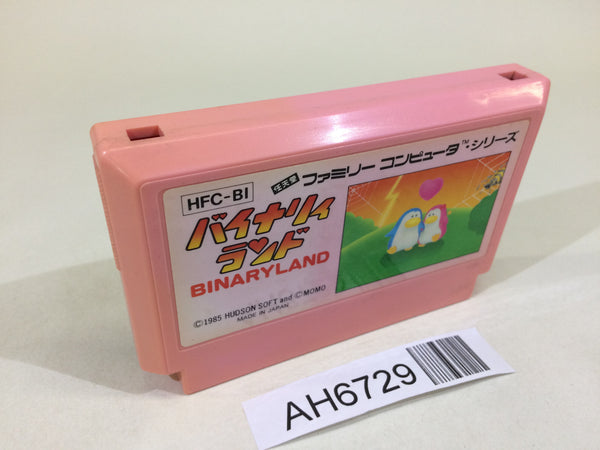 HFC-BI
任天堂 ファミリー コンピュータ™・シリーズ
バイナリィ
ランド
BINARYLAND
©1985 HUDSON SOFT and ©MOMO
MADE IN JAPAN
AH6729